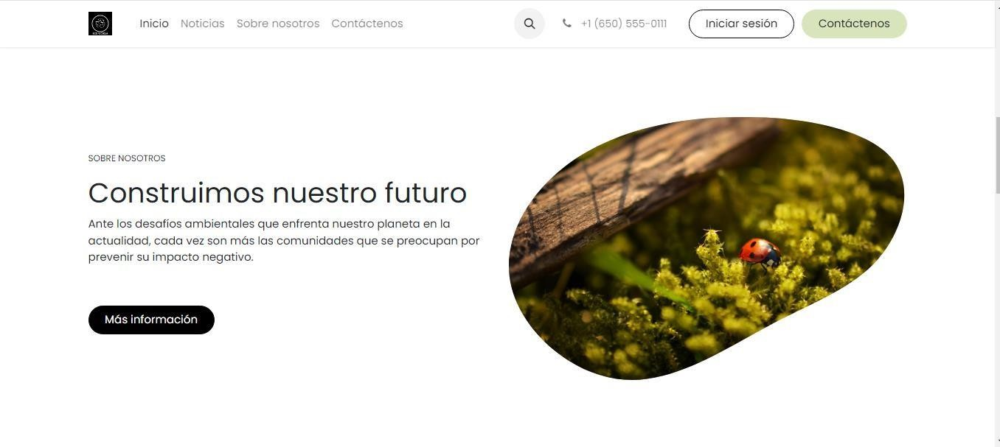 Inicio
Noticias
Sobre nosotros
Contáctenos
+1 (650) 555-0111
Iniciar sesión
Contáctenos
SOBRE NOSOTROS
Construimos nuestro futuro
Ante los desafíos ambientales que enfrenta nuestro planeta en la
actualidad, cada vez son más las comunidades que se preocupan por
prevenir su impacto negativo.
Más información